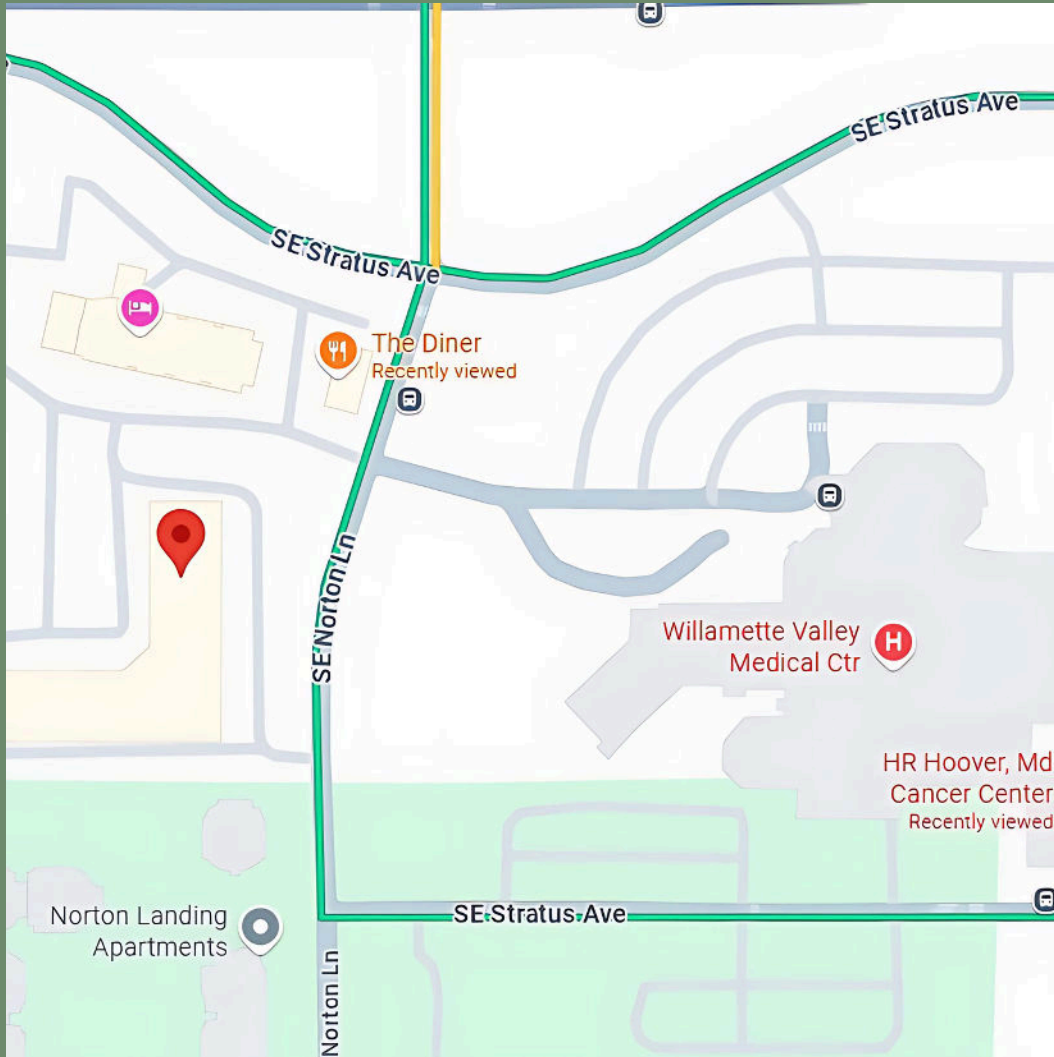 SE Stratus Ave
SE Stratus Ave
The Diner
Recently viewed
SE Norton Ln
Willamette Valley
Medical Ctr
H
HR Hoover, Md
Cancer Center
Recently viewed
Norton Landing
Apartments
SE Stratus Ave
Norton Ln